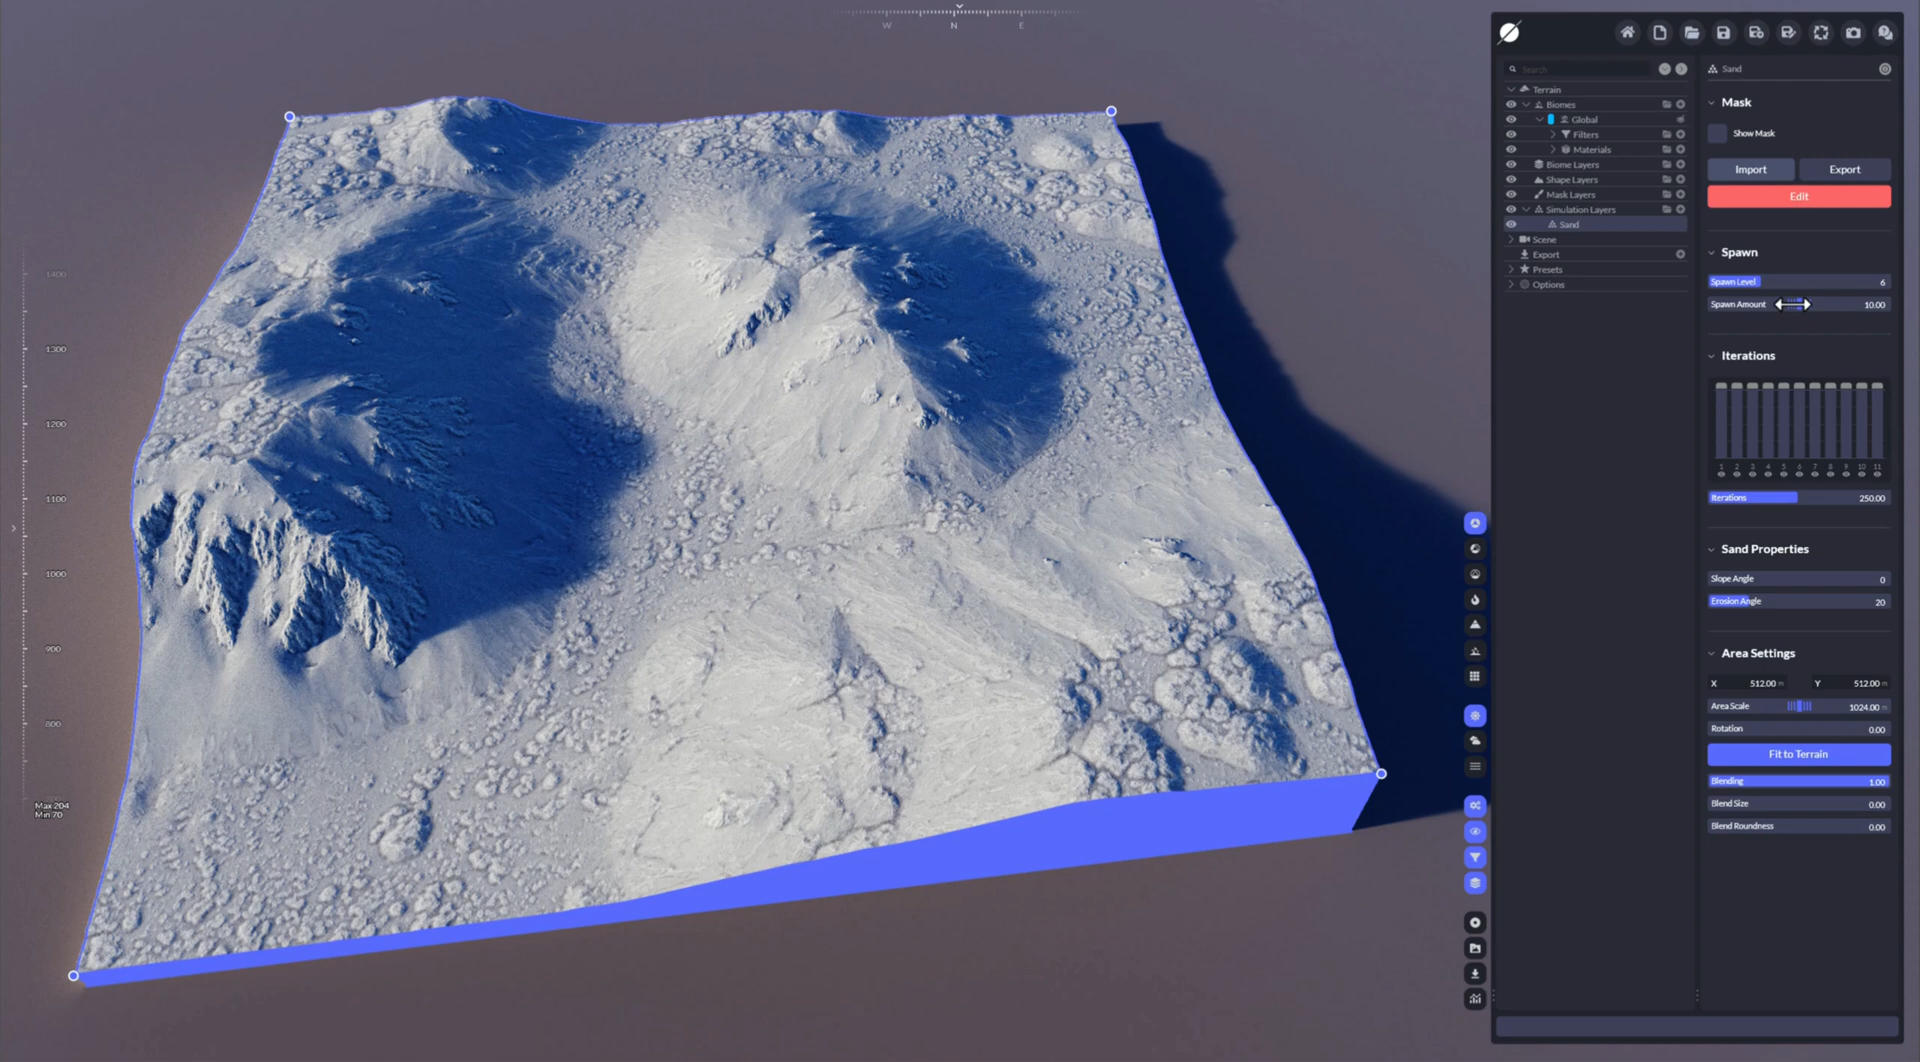 W N E
1400
1300
1200
1100
1000
900
800
Max 204
Min 70
Search
Terrain
Biomes
Global
Filters
Materials
Biome Layers
Shape Layers
Mask Layers
Simulation Layers
Sand
Scene
Export
Presets
Options
Sand
Mask
Show Mask
Import Export
Edit
Spawn
Spawn Level 6
Spawn Amount 10.00
Iterations
1 2 3 4 5 6 7 8 9 10 11
Iterations 250.00
Sand Properties
Slope Angle 0
Erosion Angle 20
Area Settings
X 512.00 m Y 512.00 m
Area Scale 1024.00 m
Rotation 0.00
Fit to Terrain
Blending 1.00
Blend Size 0.00
Blend Roundness 0.00